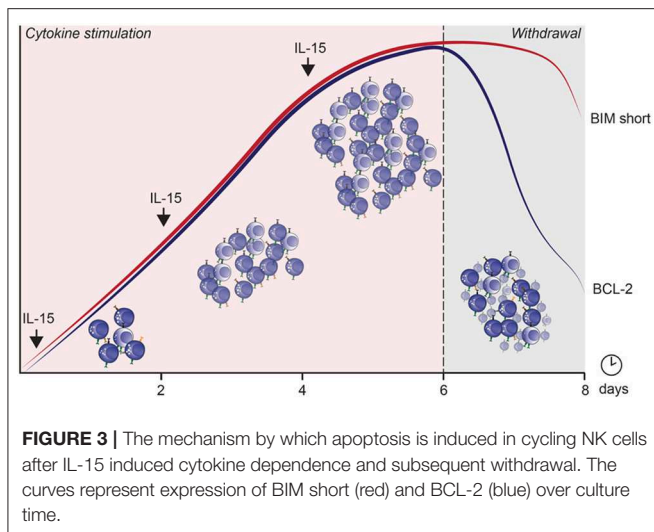 Cytokine stimulation
Withdrawal
IL-15
IL-15
IL-15
BIM short
BCL-2
2
4
6
8
days
FIGURE 3 | The mechanism by which apoptosis is induced in cycling NK cells
after IL-15 induced cytokine dependence and subsequent withdrawal. The
curves represent expression of BIM short (red) and BCL-2 (blue) over culture
time.